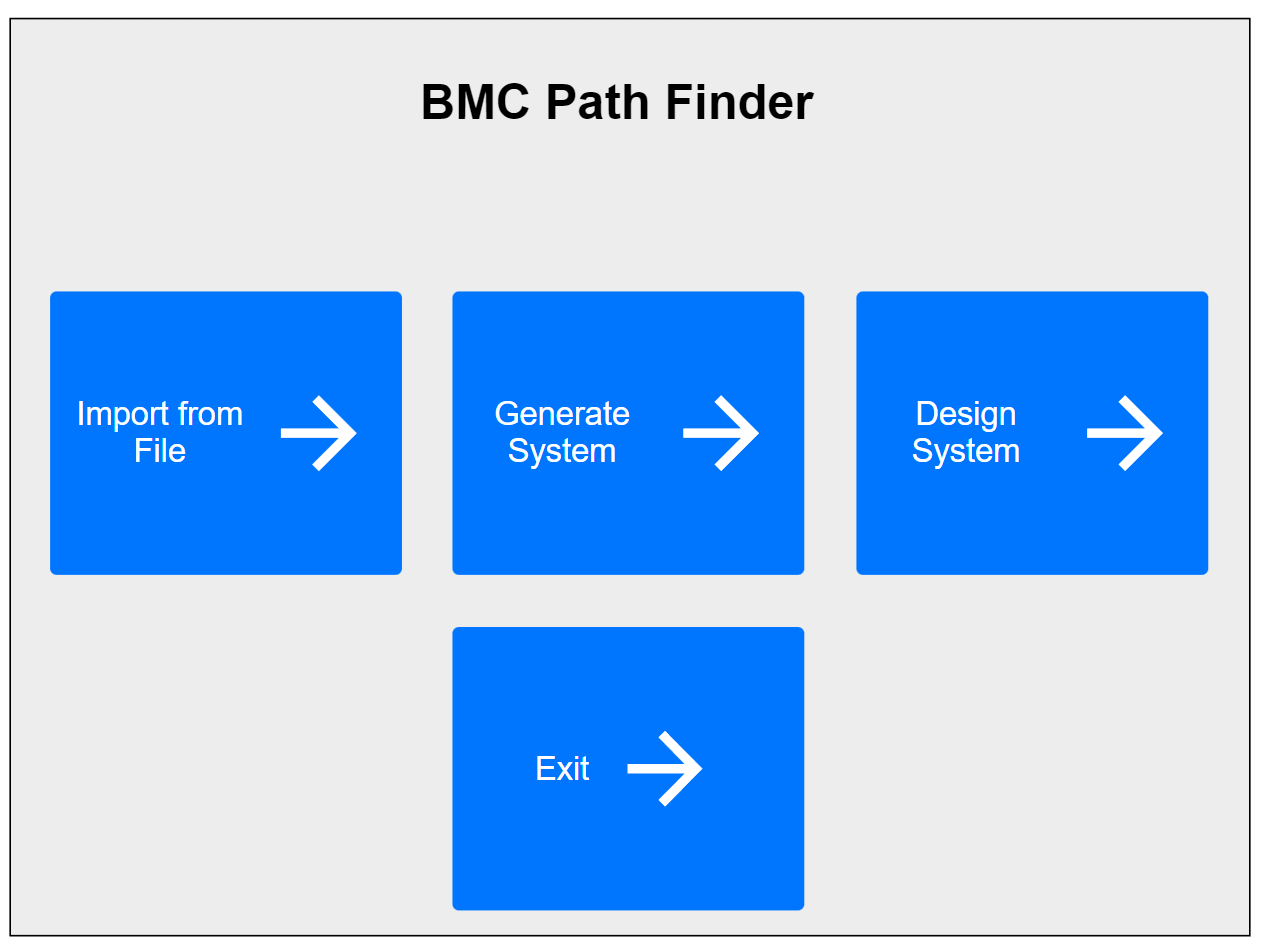 BMC Path Finder
Import from
File
Generate
System
Design
System
Exit